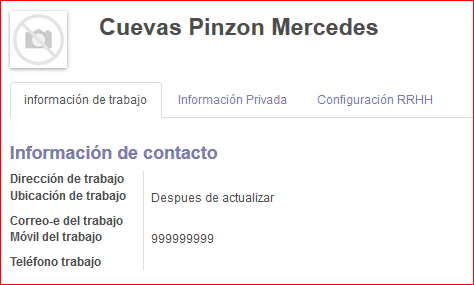 Cuevas Pinzon Mercedes
información de trabajo Información Privada Configuración RRHH
Información de contacto
Dirección de trabajo
Ubicación de trabajo Despues de actualizar
Correo-e del trabajo
Móvil del trabajo 999999999
Teléfono trabajo